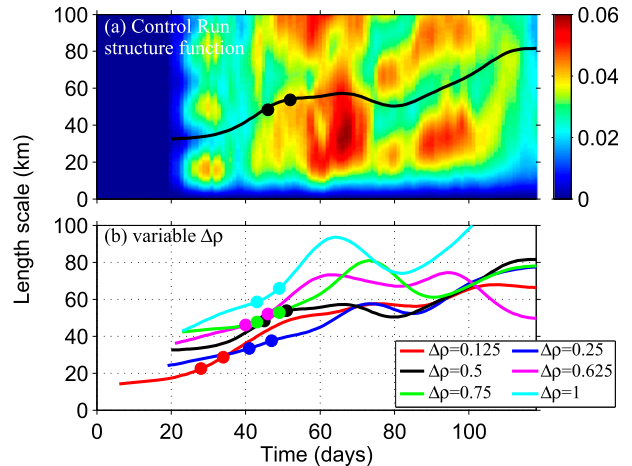 100
80
60
40
20
0
(a) Control Run
structure function
0.06
0.04
0.02
0
Length scale (km)
100
80
60
40
20
0
(b) variable Δρ
Δρ=0.125
Δρ=0.25
Δρ=0.5
Δρ=0.625
Δρ=0.75
Δρ=1
0
20
40
60
80
100
Time (days)